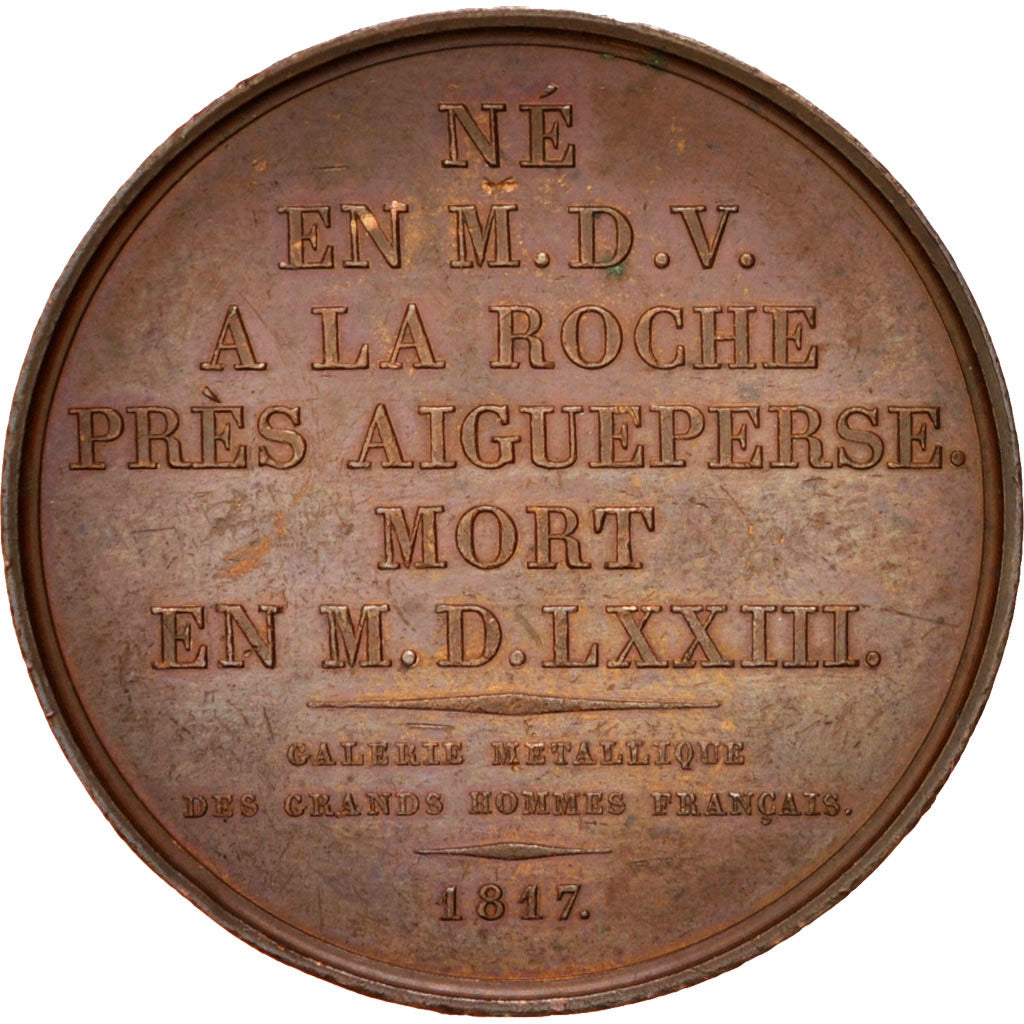 NÉ
EN M.D.V.
A LA ROCHE
PRÈS AIGUEPERSE.
MORT
EN M.D.LXXIII.
GALERIE METALLIQUE
DES GRANDS HOMMES FRANÇAIS.
1817.